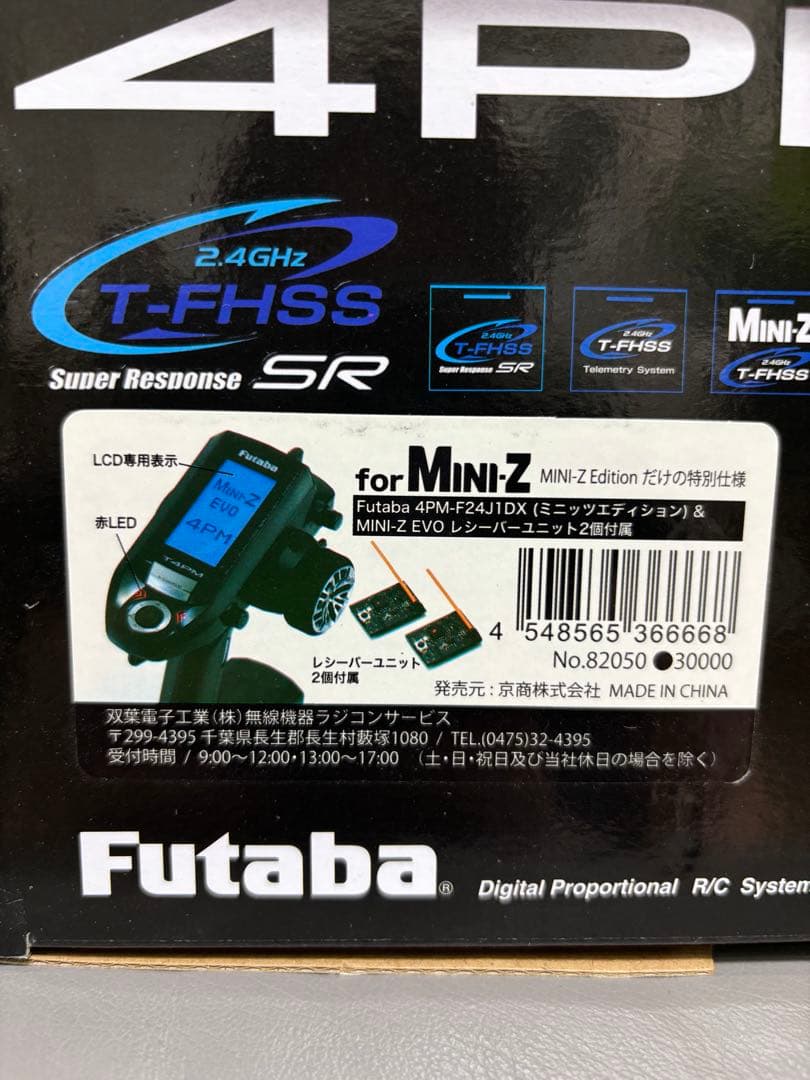 4P
2.4GHz
T-FHSS
Super Response SR
2.4GHz
T-FHSS
Super Response SR
2.4GHz
T-FHSS
Telemetry System
MINI-Z
2.4GHz
T-FHSS
LCD専用表示
赤LED
Futaba
MINI-Z
EVO
4PM
T4PM
レシーバーユニット
2個付属
for MINI-Z MINI-Z Edition だけの特別仕様
Futaba 4PM-F24J1DX (ミニッツエディション) &
MINI-Z EVO レシーバーユニット2個付属
4 548565 366668
No.82050 ●30000
発売元 : 京商株式会社 MADE IN CHINA
双葉電子工業(株)無線機器ラジコンサービス
〒299-4395 千葉県長生郡長生村藪塚1080 / TEL.(0475)32-4395
受付時間 / 9:00～12:00・13:00～17:00 (土・日・祝日及び当社休日の場合を除く)
Futaba®
Digital Proportional R/C System